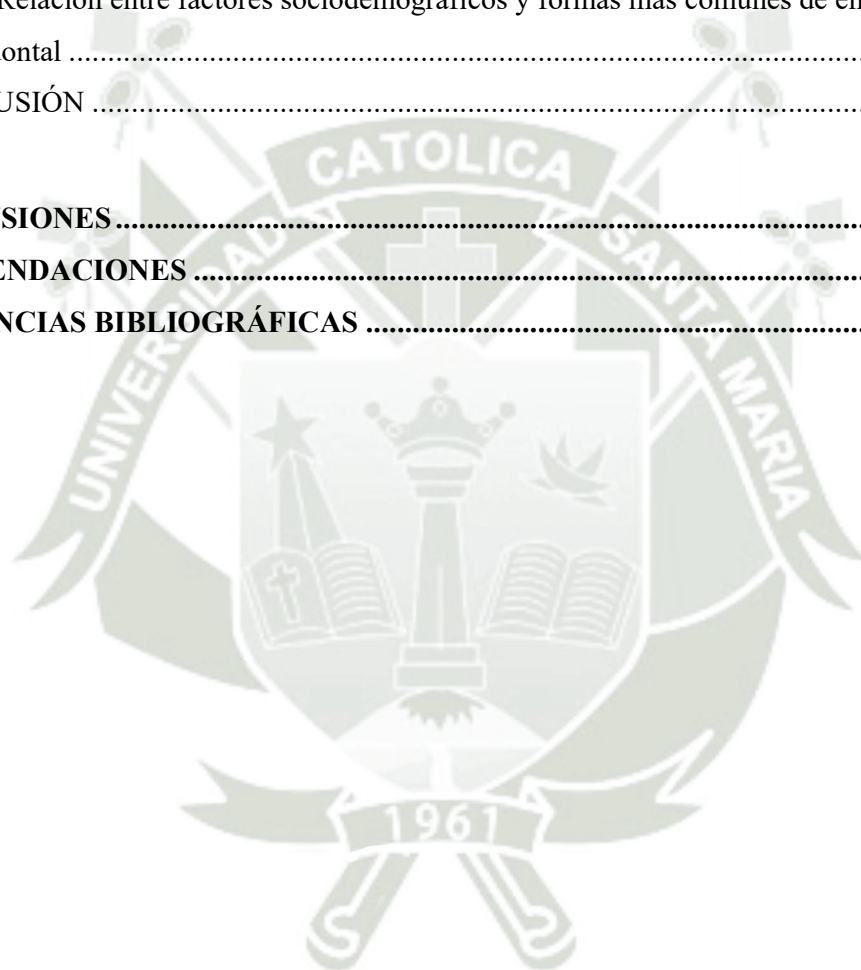 Relación entre factores sociodemográficos y formas más comunes de en
ontal ..........................................................................................................
USIÓN ......................................................................................................
SIONES ..................................................................................................
ENDACIONES ......................................................................................
NCIAS BIBLIOGRÁFICAS ................................................................
UNIVERSIDAD CATOLICA SANTA MARIA
1961